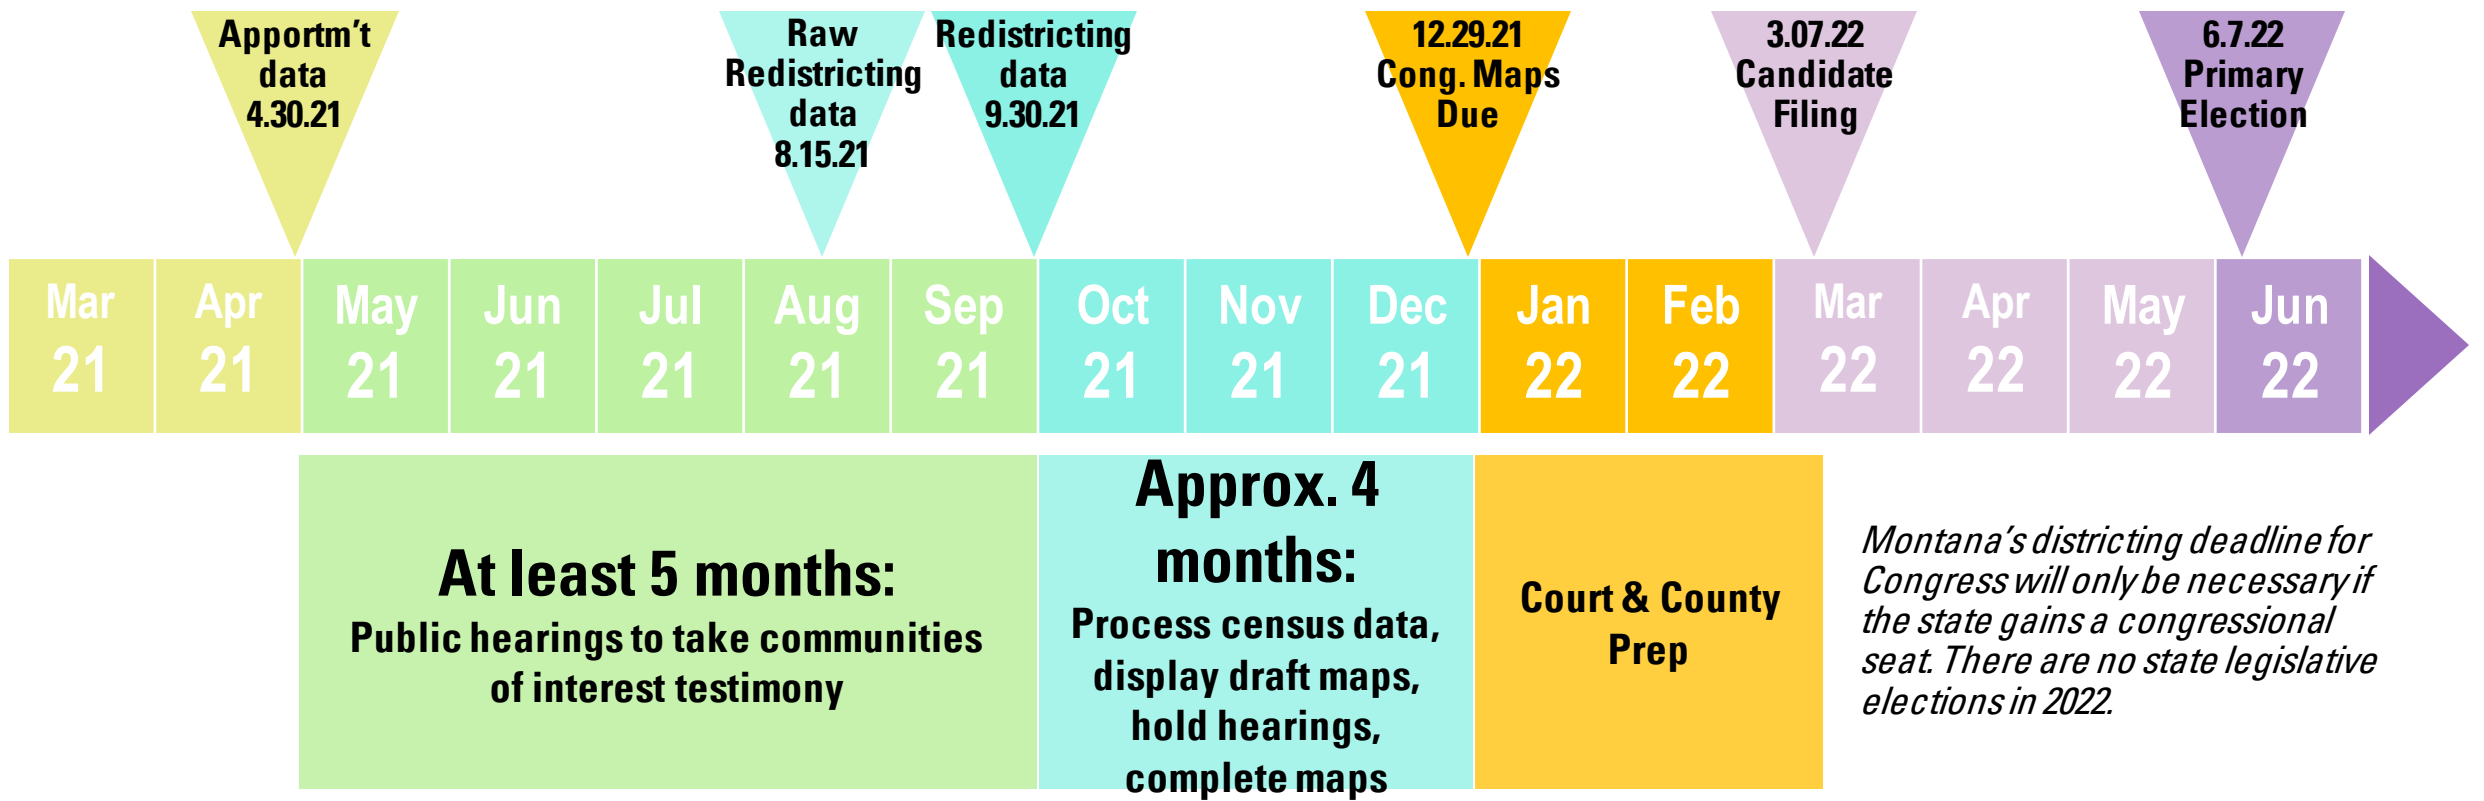 Apportm't
data
4.30.21
Raw
Redistricting
data
8.15.21
Redistricting
data
9.30.21
12.29.21
Cong. Maps
Due
3.07.22
Candidate
Filing
6.7.22
Primary
Election
Mar
21
Apr
21
May
21
Jun
21
Jul
21
Aug
21
Sep
21
Oct
21
Nov
21
Dec
21
Jan
22
Feb
22
Mar
22
Apr
22
May
22
Jun
22
At least 5 months:
Public hearings to take communities
of interest testimony
Approx. 4
months:
Process census data,
display draft maps,
hold hearings,
complete maps
Court & County
Prep
Montana's districting deadline for
Congress will only be necessary if
the state gains a congressional
seat. There are no state legislative
elections in 2022.